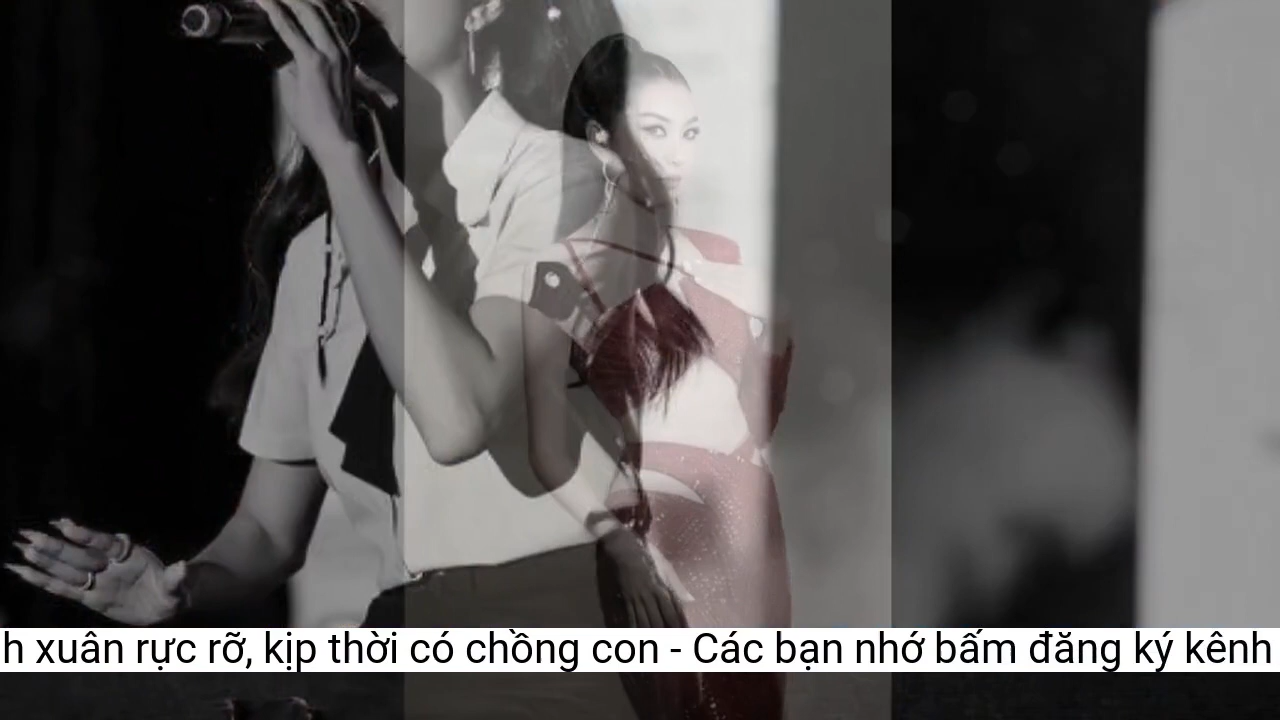 h xuân rực rỡ, kịp thời có chồng con - Các bạn nhớ bấm đăng ký kênh